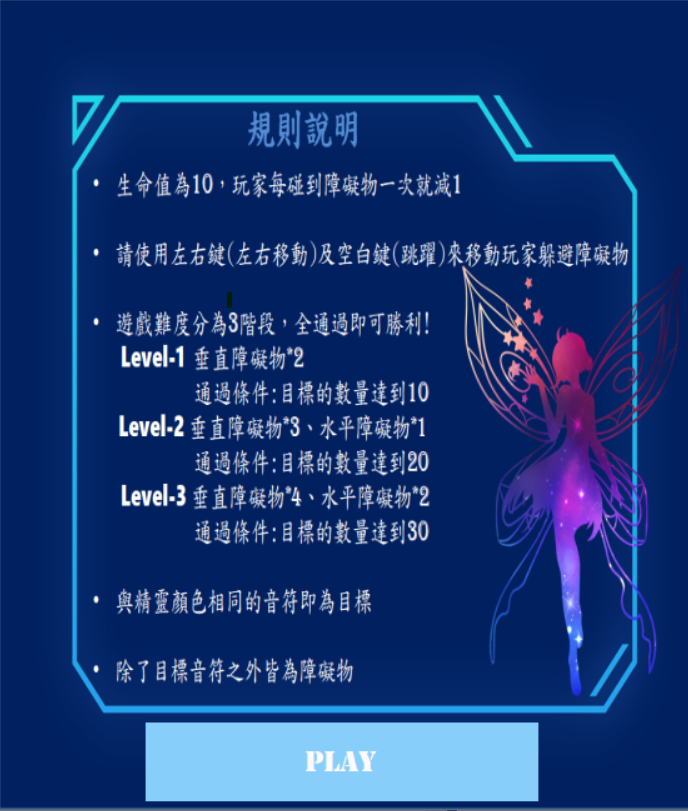 規則說明
• 生命值為10，玩家每碰到障礙物一次就減1
• 請使用左右鍵(左右移動)及空白鍵(跳躍)來移動玩家躲避障礙物
• 遊戲難度分為3階段，全通過即可勝利!
Level-1 垂直障礙物*2
通過條件:目標的數量達到10
Level-2 垂直障礙物*3、水平障礙物*1
通過條件:目標的數量達到20
Level-3 垂直障礙物*4、水平障礙物*2
通過條件:目標的數量達到30
• 與精靈顏色相同的音符即為目標
• 除了目標音符之外皆為障礙物
PLAY